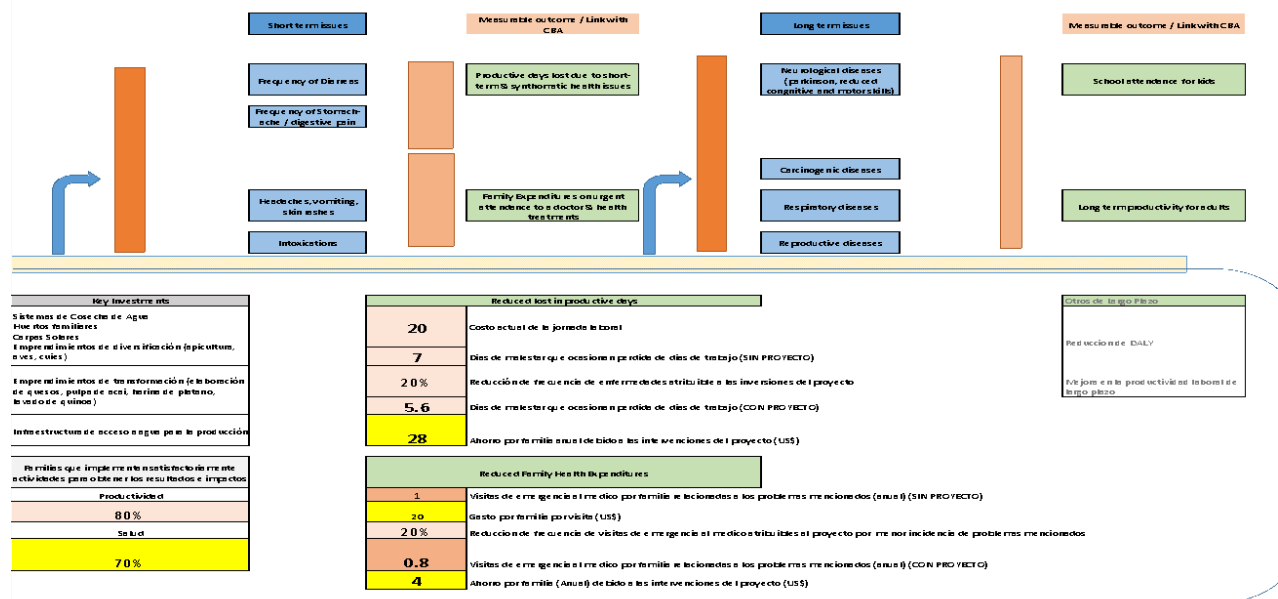 Short term issues
Measurable outcome / Link with
CBA
Long term issues
Measurable outcome / Link with CBA
Frequency of Diarreas
Productive days lost due to short-
term & synthomatic health issues
Neurological diseases
(parkinson, reduced
congnitive and motor skills)
School attendance for kids
Frequency of Stomach-
ache / digestive pain
Carcinogenic diseases
Headaches, vomiting,
skin rashes
Family Expenditures on urgent
attendance to a doctor & health
treatments
Respiratory diseases
Long term productivity for adults
Intoxications
Reproductive diseases
Key Investments
Sistemas de Cosecha de Agua
Huertos familiares
Carpas Solares
Emprendimientos de diversificación (apicultura,
aves, cuies)
Emprendimientos de transformación (elaboración
de quesos, pulpa de acai, harina de platano,
lavado de quinoa)
Infraestructura de acceso a agua para la producción
Reduced lost in productive days
20 Costo actual de la jornada laboral
7 Dias de malestar que ocasionan perdida de días de trabajo (SIN PROYECTO)
20% Reducción de frecuencia de enfermedades atribuible a las inversiones del proyecto
5.6 Dias de malestar que ocasionan perdida de días de trabajo (CON PROYECTO)
28 Ahorro por familia anual debido a las intervenciones del proyecto (US$)
Otros de largo Plazo
Reduccion de DALY
Mejora en la productividad laboral de
largo plazo
Familias que implementan satisfactoriamente
actividades para obtener los resultados e impactos
Productividad
80%
Salud
70%
Reduced Family Health Expenditures
1 Visitas de emergencia al medico por familia relacionadas a los problemas mencionados (anual) (SIN PROYECTO)
20 Gasto por familia por visita (US$)
20% Reduccion de frecuencia de visitas de emergencia al medico atribuibles al proyecto por menor incidencia de problemas mencionados
0.8 Visitas de emergencia al medico por familia relacionadas a los problemas mencionados (anual) (CON PROYECTO)
4 Ahorro por familia (Anual) debido a las intervenciones del proyecto (US$)